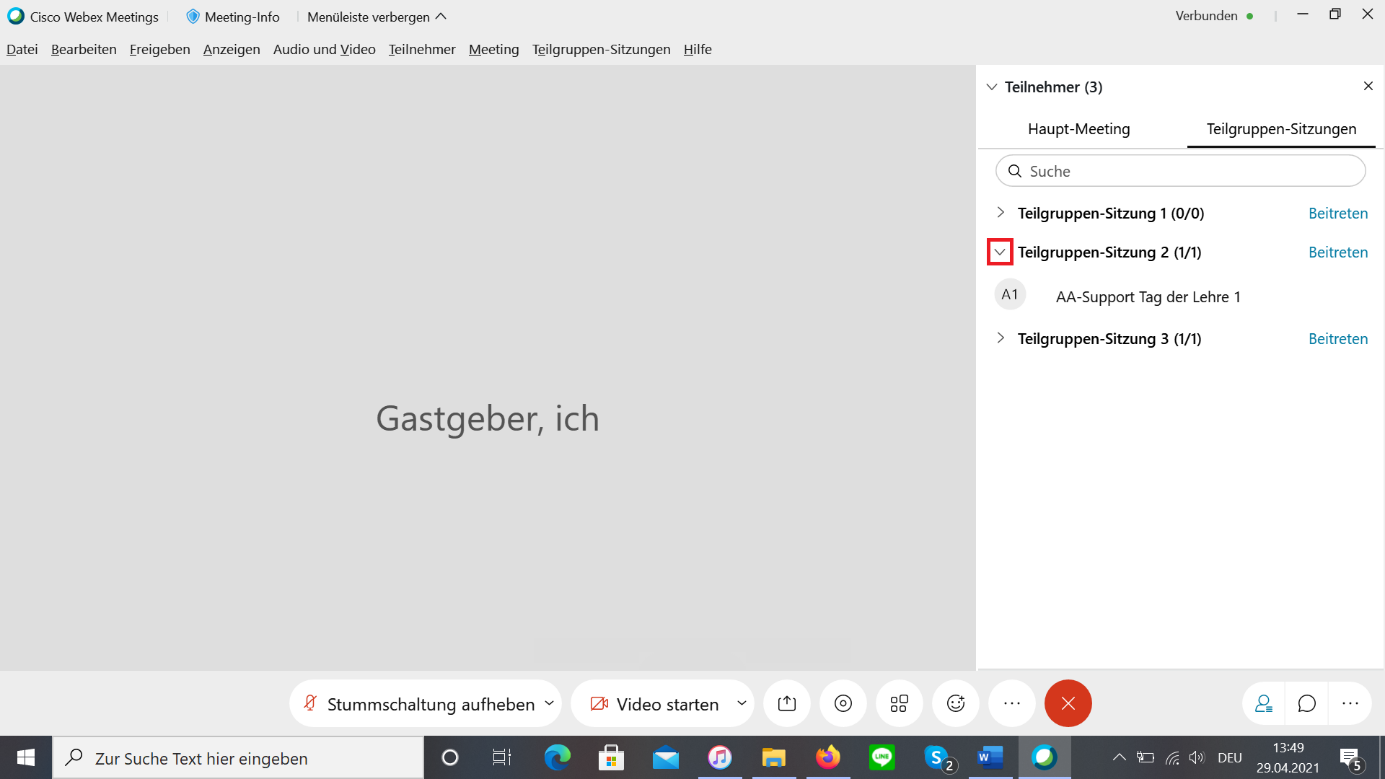 Cisco Webex Meetings Meeting-Info Menüleiste verbergen Verbunden
Datei Bearbeiten Freigeben Anzeigen Audio und Video Teilnehmer Meeting Teilgruppen-Sitzungen Hilfe
Teilnehmer (3)
Haupt-Meeting Teilgruppen-Sitzungen
Suche
Teilgruppen-Sitzung 1 (0/0) Beitreten
Teilgruppen-Sitzung 2 (1/1) Beitreten
A1 AA-Support Tag der Lehre 1
Teilgruppen-Sitzung 3 (1/1) Beitreten
Gastgeber, ich
Stummschaltung aufheben Video starten
Zur Suche Text hier eingeben
LINE
S 2
W
DEU
13:49
29.04.2021
5